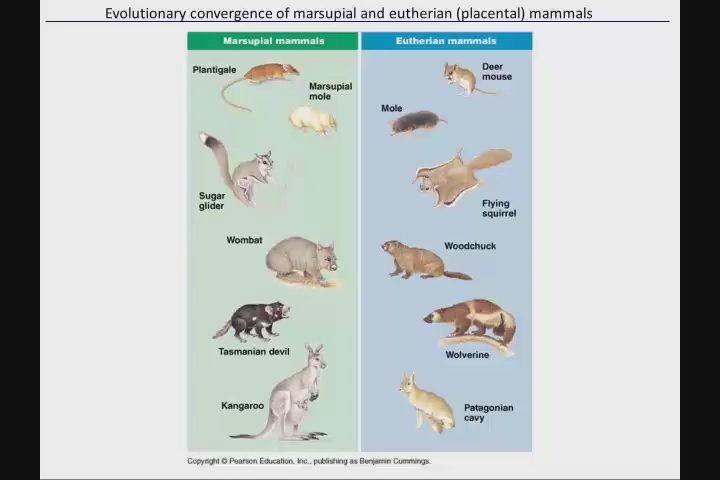 Evolutionary convergence of marsupial and eutherian (placental) mammals
Marsupial mammals
Eutherian mammals
Plantigale
Deer
mouse
Marsupial
mole
Mole
Sugar
glider
Flying
squirrel
Wombat
Woodchuck
Tasmanian devil
Wolverine
Kangaroo
Patagonian
cavy
Copyright © Pearson Education, Inc., publishing as Benjamin Cummings.